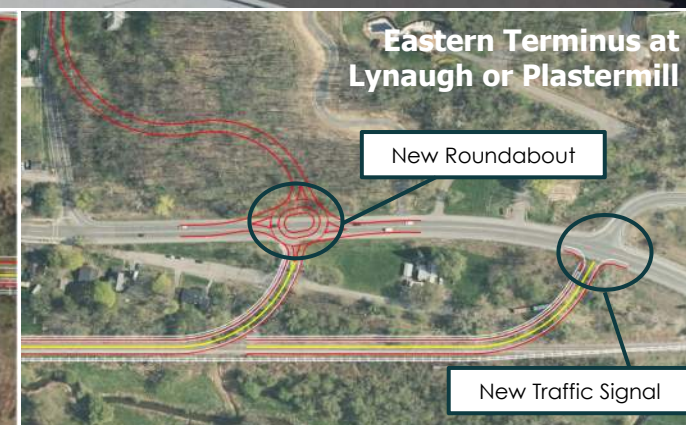 Eastern Terminus at
Lynaugh or Plastermill
New Roundabout
New Traffic Signal